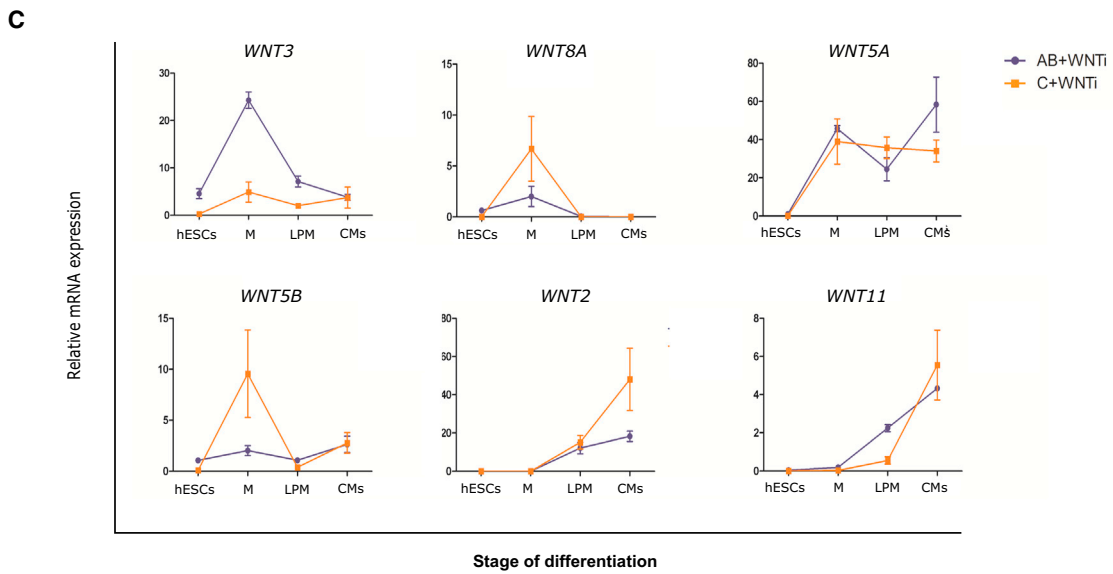 C
WNT3
WNT8A
WNT5A
AB+WNTi
C+WNTi
30
20
10
0
hESCs M LPM CMs
15
10
5
0
hESCs M LPM CMs
80
60
40
20
0
hESCs M LPM CMs
Relative mRNA expression
WNT5B
WNT2
WNT11
15
10
5
0
hESCs M LPM CMs
80
60
40
20
0
hESCs M LPM CMs
8
6
4
2
0
hESCs M LPM CMs
Stage of differentiation